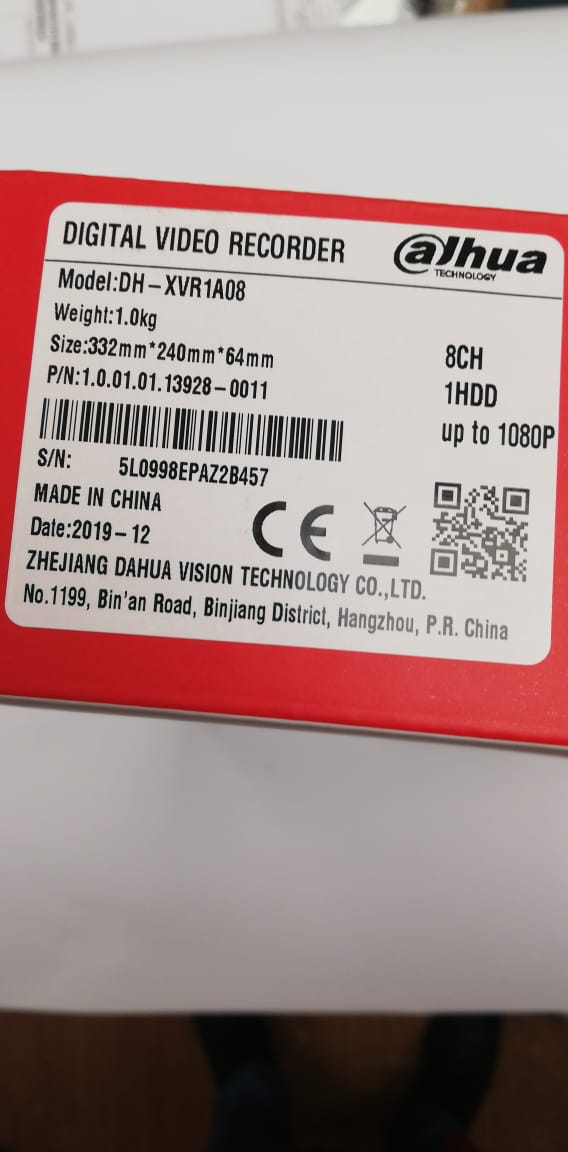 DIGITAL VIDEO RECORDER
alhua
TECHNOLOGY
Model:DH-XVR1A08
Weight:1.0kg
Size:332mm*240mm*64mm
P/N:1.0.01.01.13928-0011
8CH
1HDD
up to 1080P
S/N: 5L0998EPAZ2B457
MADE IN CHINA
Date:2019-12
CE
ZHEJIANG DAHUA VISION TECHNOLOGY CO.,LTD.
No.1199, Bin'an Road, Binjiang District, Hangzhou, P.R. China